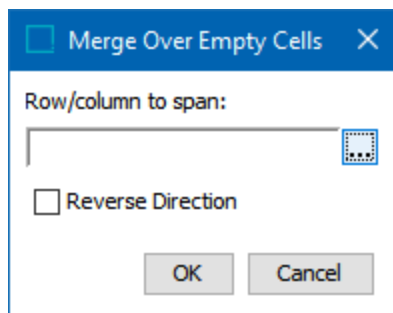 Merge Over Empty Cells
Row/column to span:
...
Reverse Direction
OK Cancel